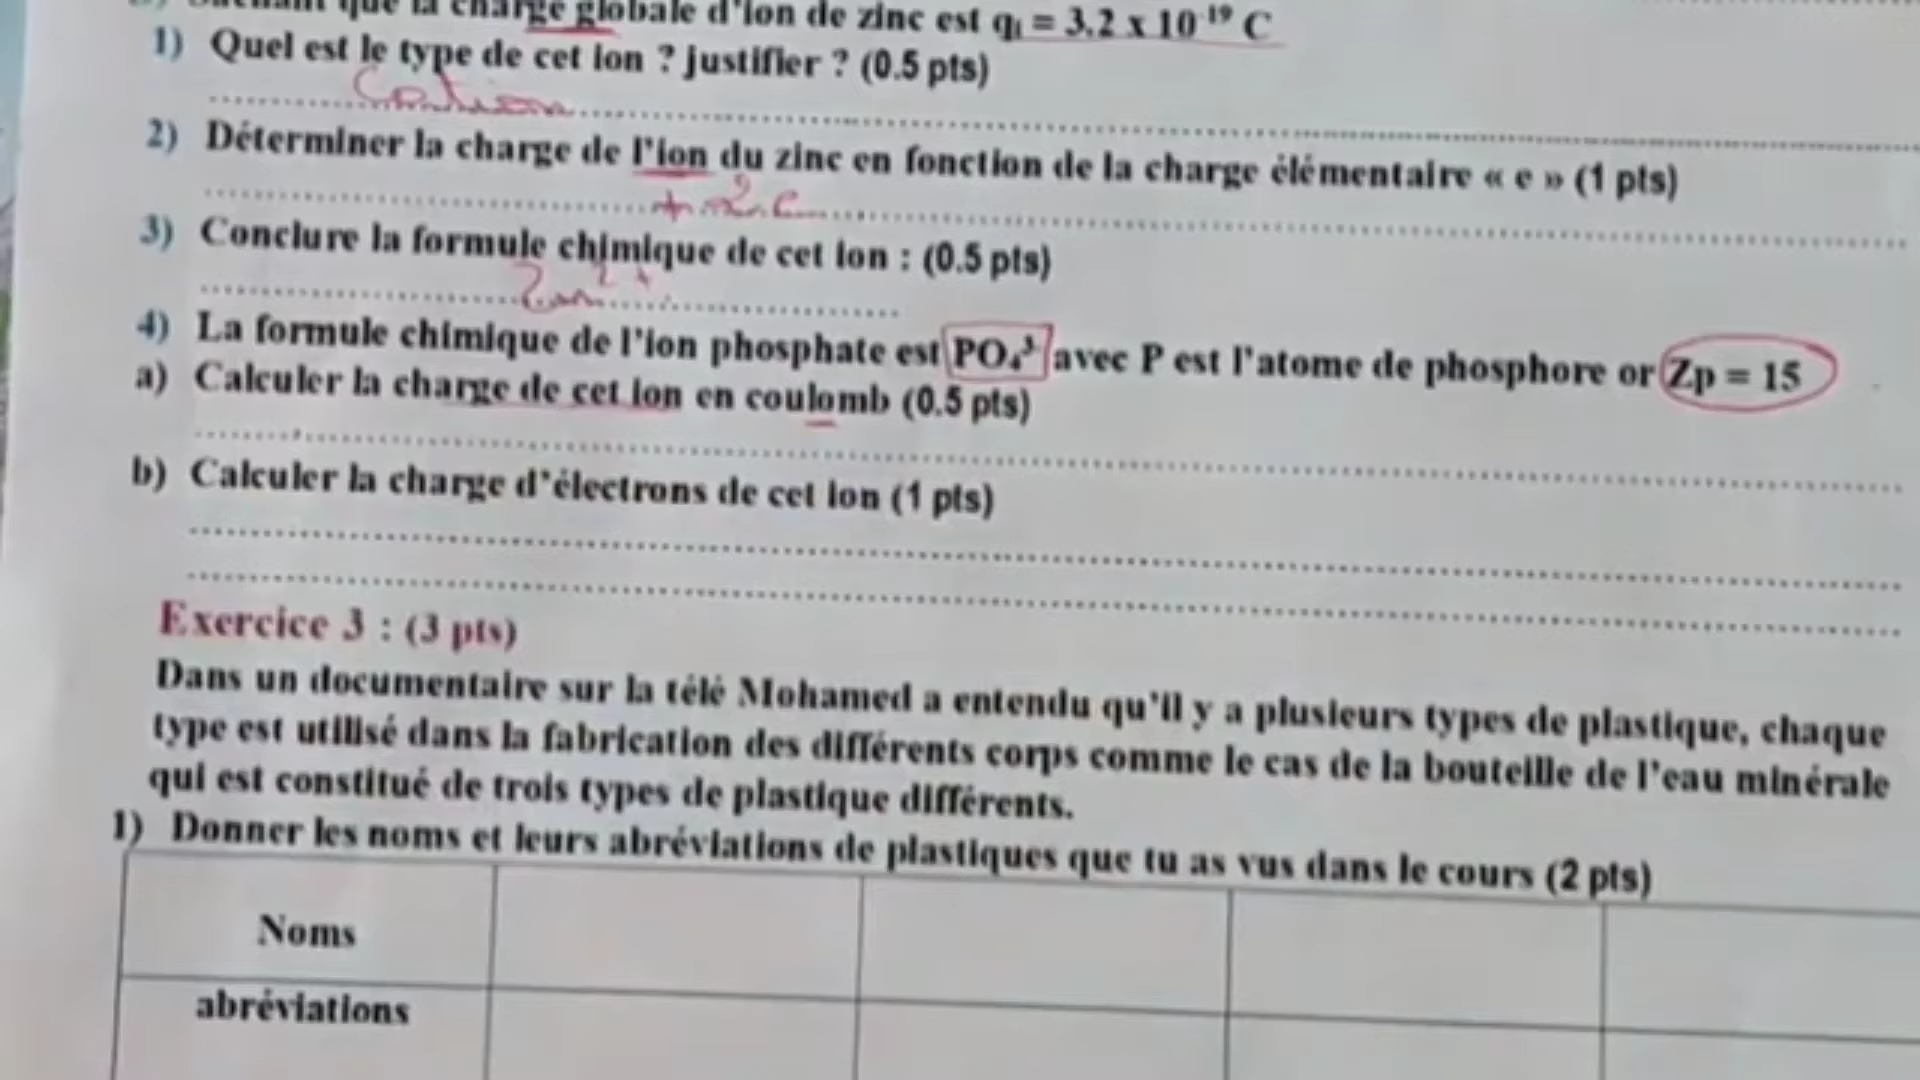 que la charge globale d'ion de zinc est qi = 3.2 x 10-19 C
1) Quel est le type de cet ion ? justifier ? (0.5 pts)
Cation
2) Déterminer la charge de l'ion du zinc en fonction de la charge élémentaire « e » (1 pts)
+ 2 e
3) Conclure la formule chimique de cet ion : (0.5 pts)
Zn2+
4) La formule chimique de l'ion phosphate est PO₄³⁻ avec P est l'atome de phosphore or Zp = 15
a) Calculer la charge de cet ion en coulomb (0.5 pts)
b) Calculer la charge d'électrons de cet ion (1 pts)
Exercice 3 : (3 pts)
Dans un documentaire sur la télé Mohamed a entendu qu'il y a plusieurs types de plastique, chaque
type est utilisé dans la fabrication des différents corps comme le cas de la bouteille de l'eau minérale
qui est constitué de trois types de plastique différents.
1) Donner les noms et leurs abréviations de plastiques que tu as vus dans le cours (2 pts)
Noms
abréviations